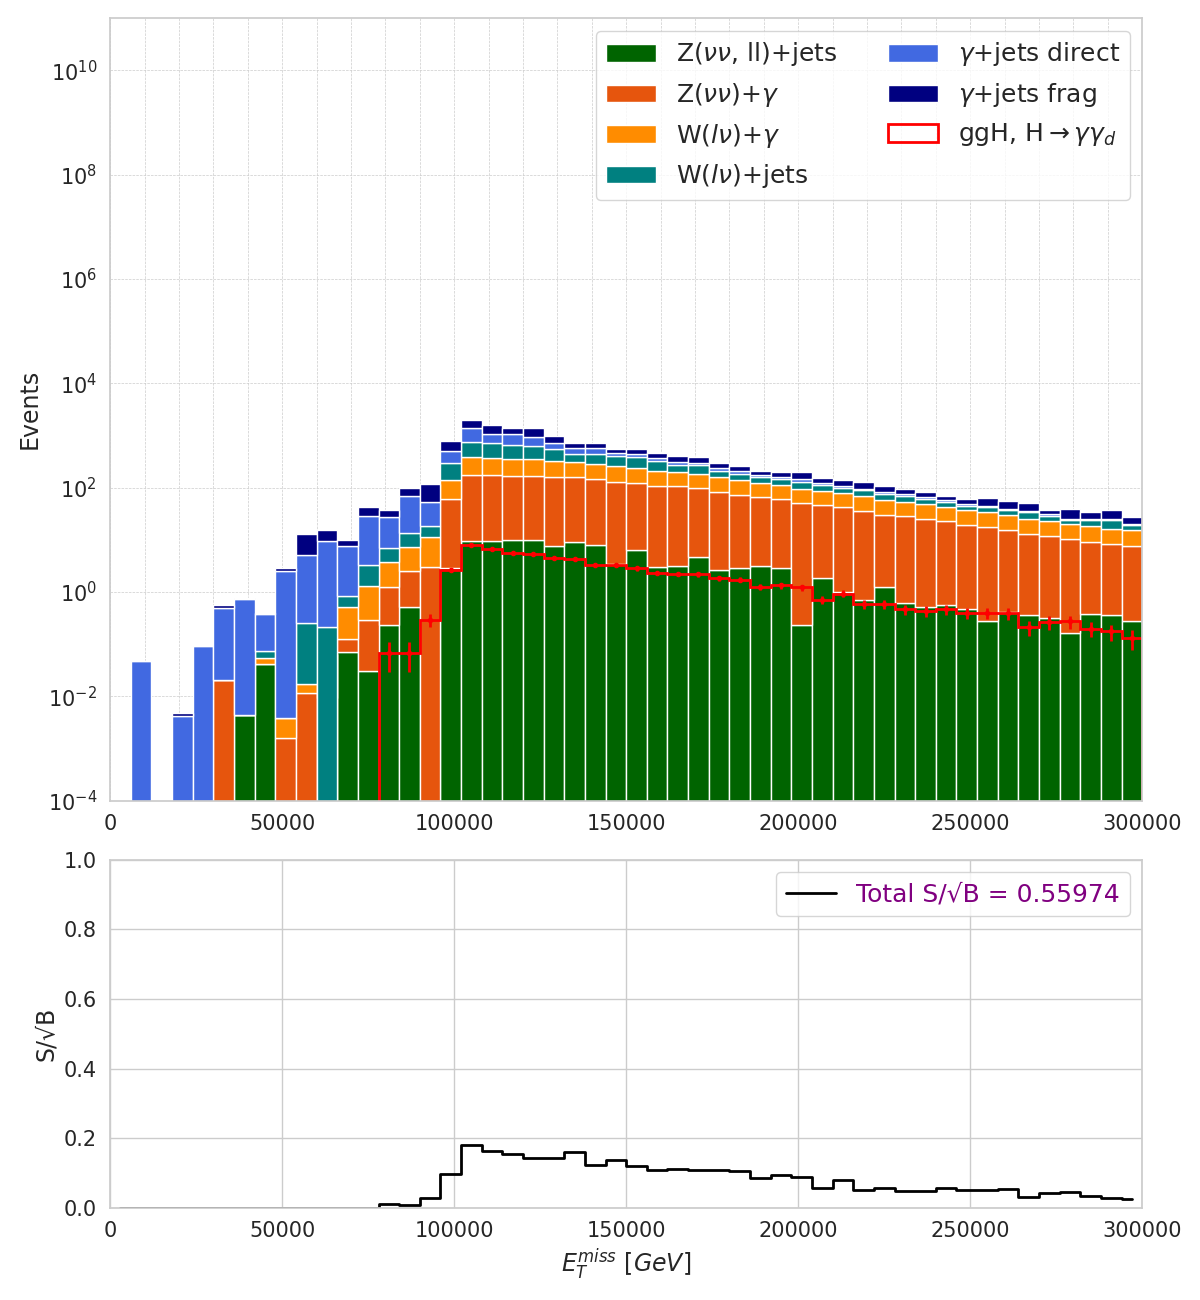 Z(νν, ll)+jets
Z(νν)+γ
W(lν)+γ
W(lν)+jets
γ+jets direct
γ+jets frag
ggH, H→γγ_d
Events
10^10
10^8
10^6
10^4
10^2
10^0
10^−2
10^−4
0 50000 100000 150000 200000 250000 300000
Total S/√B = 0.55974
S/√B
1.0
0.8
0.6
0.4
0.2
0.0
0 50000 100000 150000 200000 250000 300000
E_T^miss [GeV]